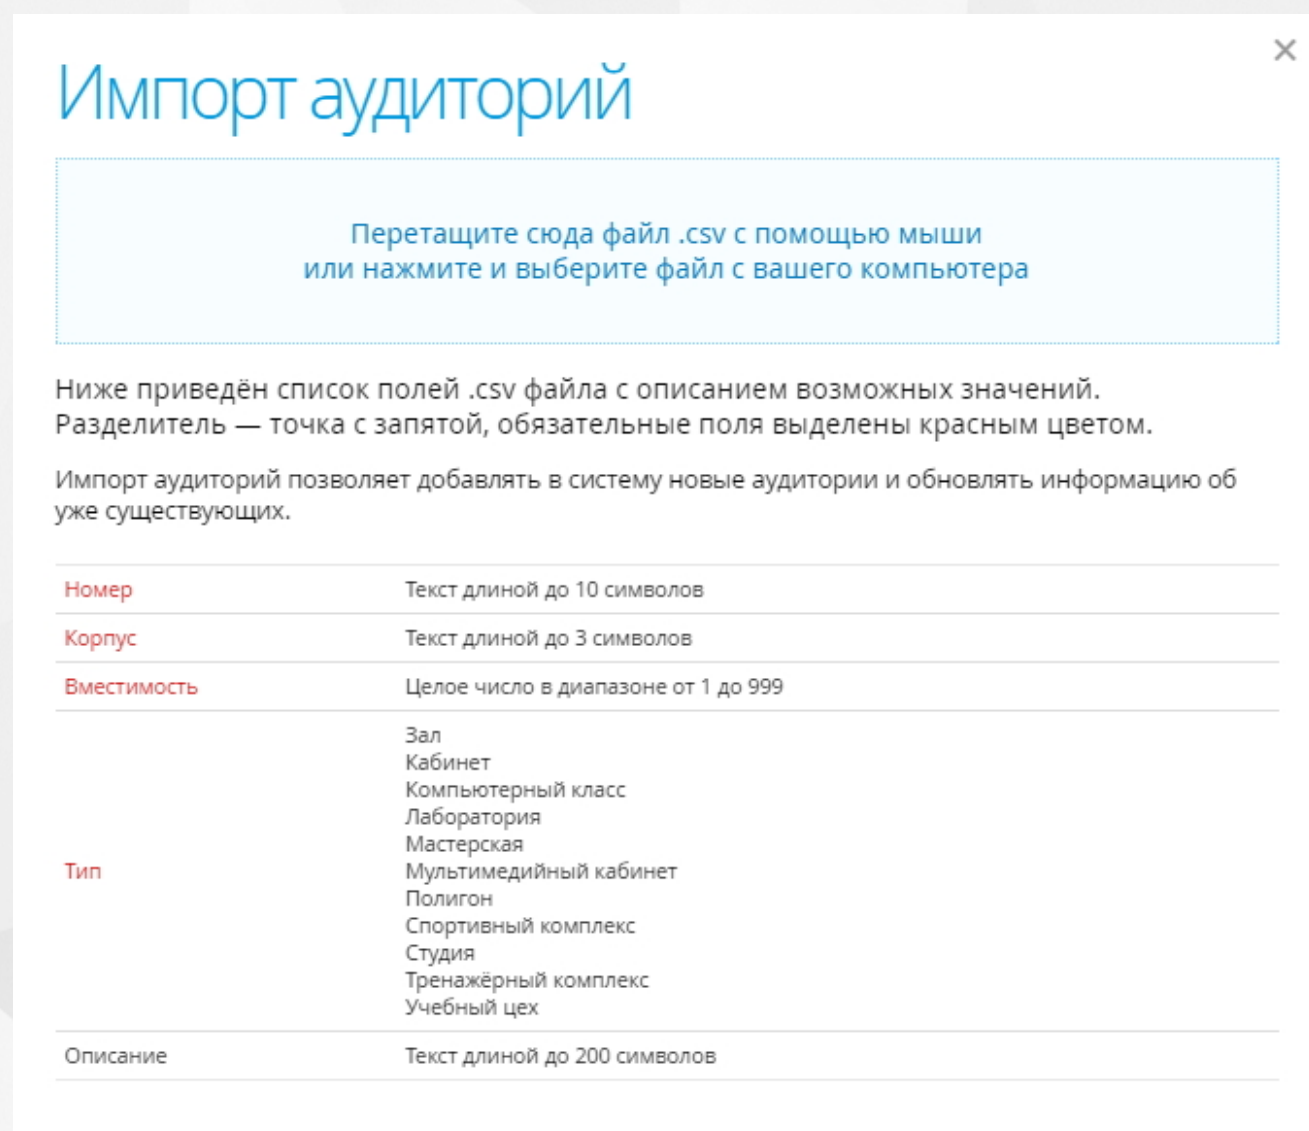 Импорт аудиторий
Перетащите сюда файл .csv с помощью мыши
или нажмите и выберите файл с вашего компьютера
Ниже приведён список полей .csv файла с описанием возможных значений.
Разделитель — точка с запятой, обязательные поля выделены красным цветом.
Импорт аудиторий позволяет добавлять в систему новые аудитории и обновлять информацию об
уже существующих.
Номер Текст длиной до 10 символов
Корпус Текст длиной до 3 символов
Вместимость Целое число в диапазоне от 1 до 999
Зал
Кабинет
Компьютерный класс
Лаборатория
Мастерская
Тип Мультимедийный кабинет
Полигон
Спортивный комплекс
Студия
Тренажёрный комплекс
Учебный цех
Описание Текст длиной до 200 символов